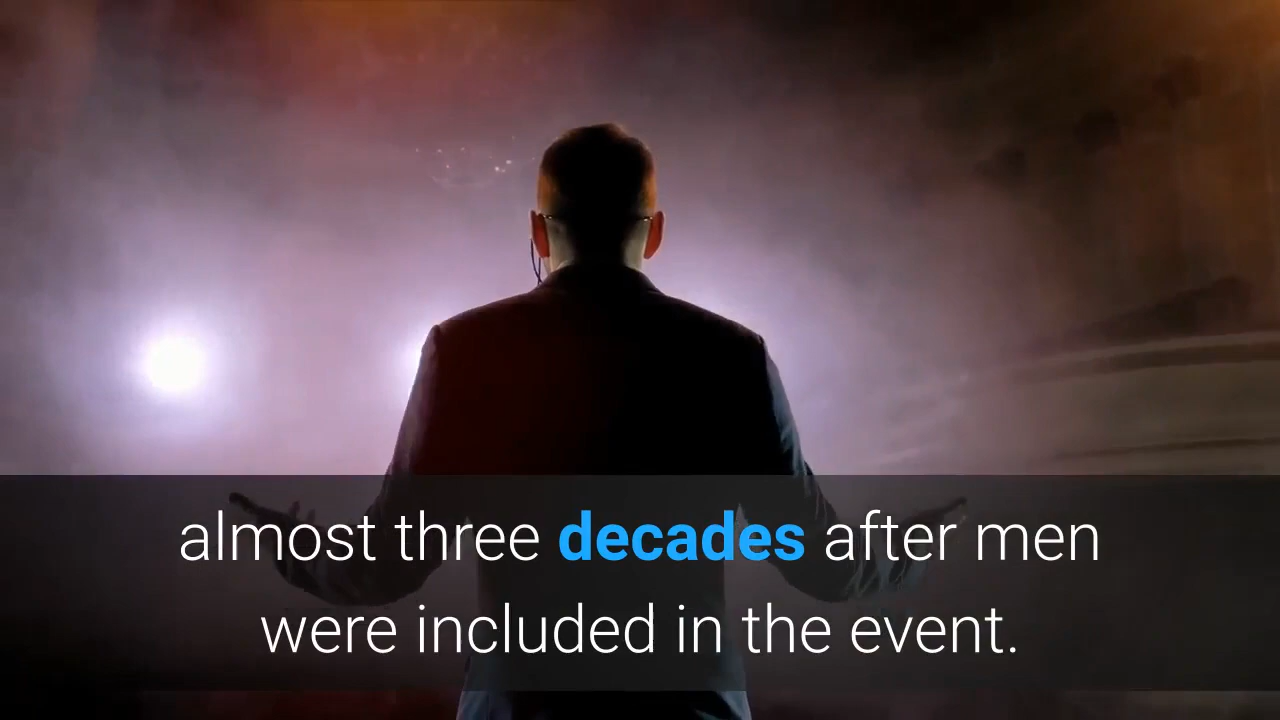 almost three decades after men
were included in the event.